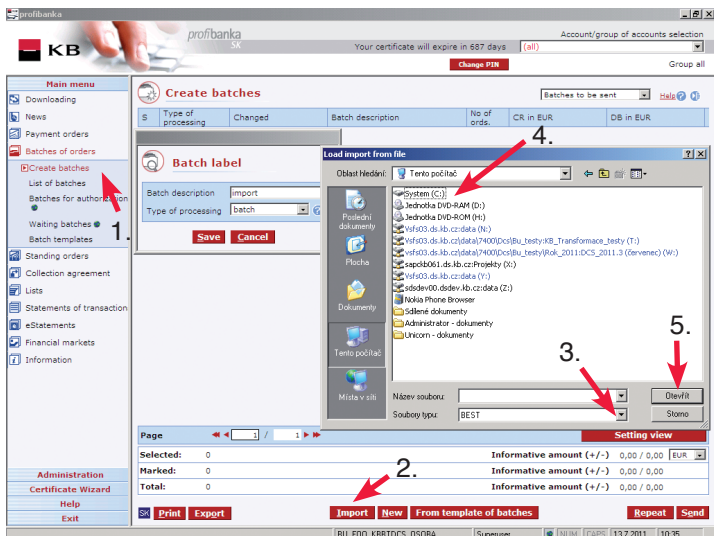 profibanka
KB
profibanka
SK
Your certificate will expire in 687 days
Account/group of accounts selection
(all)
Change PIN
Group all
Main menu
Downloading
News
Payment orders
Batches of orders
Create batches
List of batches
Batches for authorization
Waiting batches
Batch templates
Standing orders
Collection agreement
Lists
Statements of transaction
eStatements
Financial markets
Information
Administration
Certificate Wizard
Help
Exit
1.
Create batches
Batches to be sent
Help
S
Type of processing
Changed
Batch description
No of ords.
CR in EUR
DB in EUR
Batch label
Batch description
import
Type of processing
batch
Save
Cancel
4.
Load import from file
Oblast hledání:
Tento počítač
Poslední dokumenty
Plocha
Dokumenty
Tento počítač
Místa v síti
System (C:)
Jednotka DVD-RAM (D:)
Jednotka DVD-ROM (H:)
Vsfs03.ds.kb.cz:data (N:)
Vsfs03.ds.kb.cz\data\7400\Dcs\Bu_testy:KB_Transformace_testy (T:)
Vsfs03.ds.kb.cz\data\7400\Dcs\Bu_testy\Rok_2011:DCS_2011.3 (červenec) (W:)
sapckb061.ds.kb.cz:Projekty (X:)
Vsfs03.ds.kb.cz:data (Y:)
sdsdev00.dsdev.kb.cz:data (Z:)
Nokia Phone Browser
Sdílené dokumenty
Administrator - dokumenty
Unicorn - dokumenty
3.
5.
Název souboru:
Otevřít
Soubory typu:
BEST
Storno
Page
1 / 1
Setting view
Selected: 0
Informative amount (+/-) 0,00 / 0,00 EUR
Marked: 0
Informative amount (+/-) 0,00 / 0,00
Total: 0
Informative amount (+/-) 0,00 / 0,00
2.
SK
Print
Export
Import
New
From template of batches
Repeat
Send
BU_FOO_KBBTDCS_OSOBA
Superuser
NUM
CAPS
13.7.2011
10:35